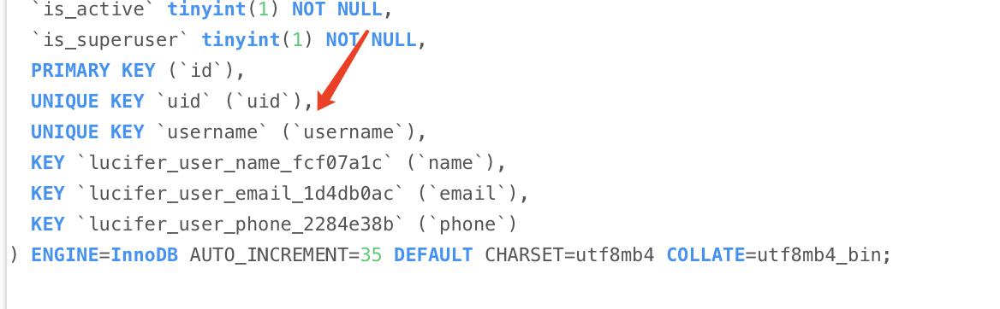 `is_active` tinyint(1) NOT NULL,
`is_superuser` tinyint(1) NOT NULL,
PRIMARY KEY (`id`),
UNIQUE KEY `uid` (`uid`),
UNIQUE KEY `username` (`username`),
KEY `lucifer_user_name_fcf07a1c` (`name`),
KEY `lucifer_user_email_1d4db0ac` (`email`),
KEY `lucifer_user_phone_2284e38b` (`phone`)
) ENGINE=InnoDB AUTO_INCREMENT=35 DEFAULT CHARSET=utf8mb4 COLLATE=utf8mb4_bin;